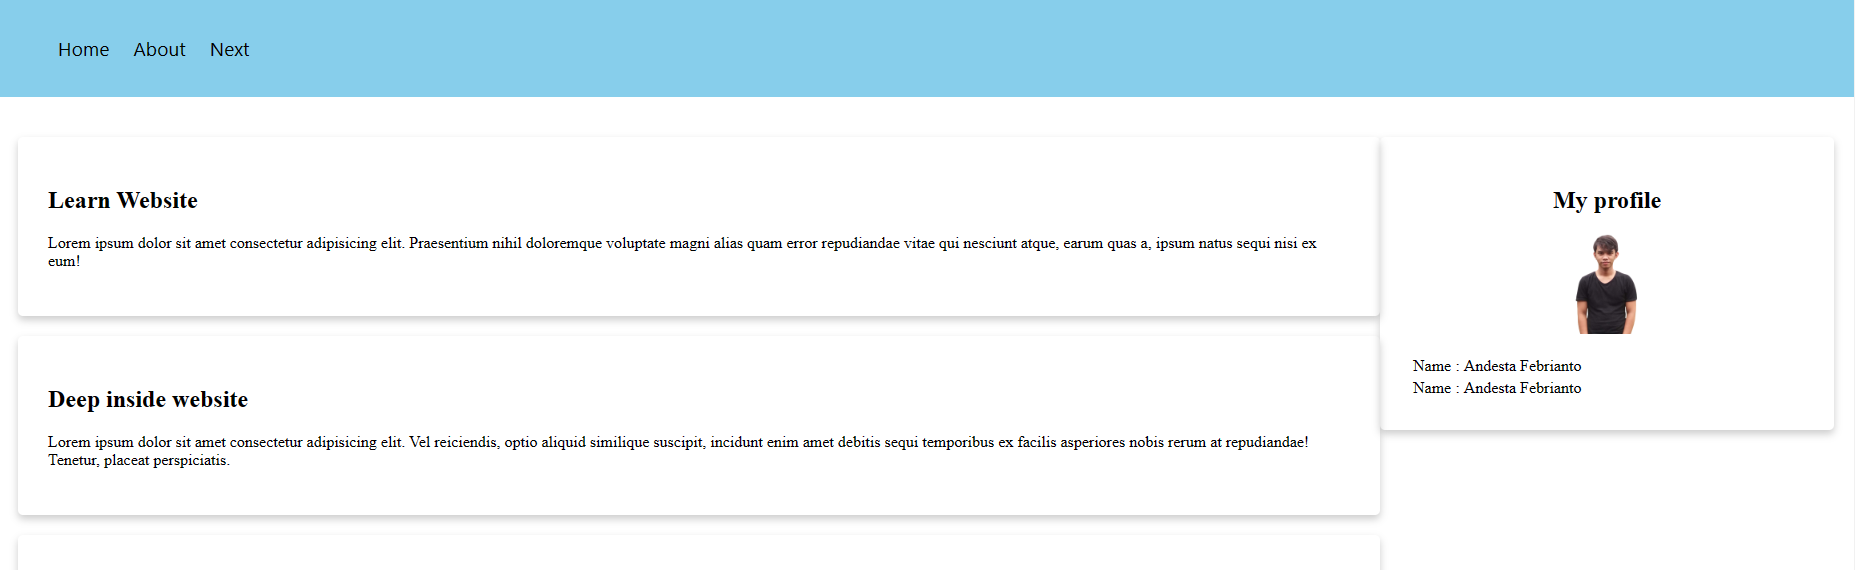 Home About Next
Learn Website
Lorem ipsum dolor sit amet consectetur adipisicing elit. Praesentium nihil doloremque voluptate magni alias quam error repudiandae vitae qui nesciunt atque, earum quas a, ipsum natus sequi nisi ex
eum!
Deep inside website
Lorem ipsum dolor sit amet consectetur adipisicing elit. Vel reiciendis, optio aliquid similique suscipit, incidunt enim amet debitis sequi temporibus ex facilis asperiores nobis rerum at repudiandae!
Tenetur, placeat perspiciatis.
My profile
Name : Andesta Febrianto
Name : Andesta Febrianto